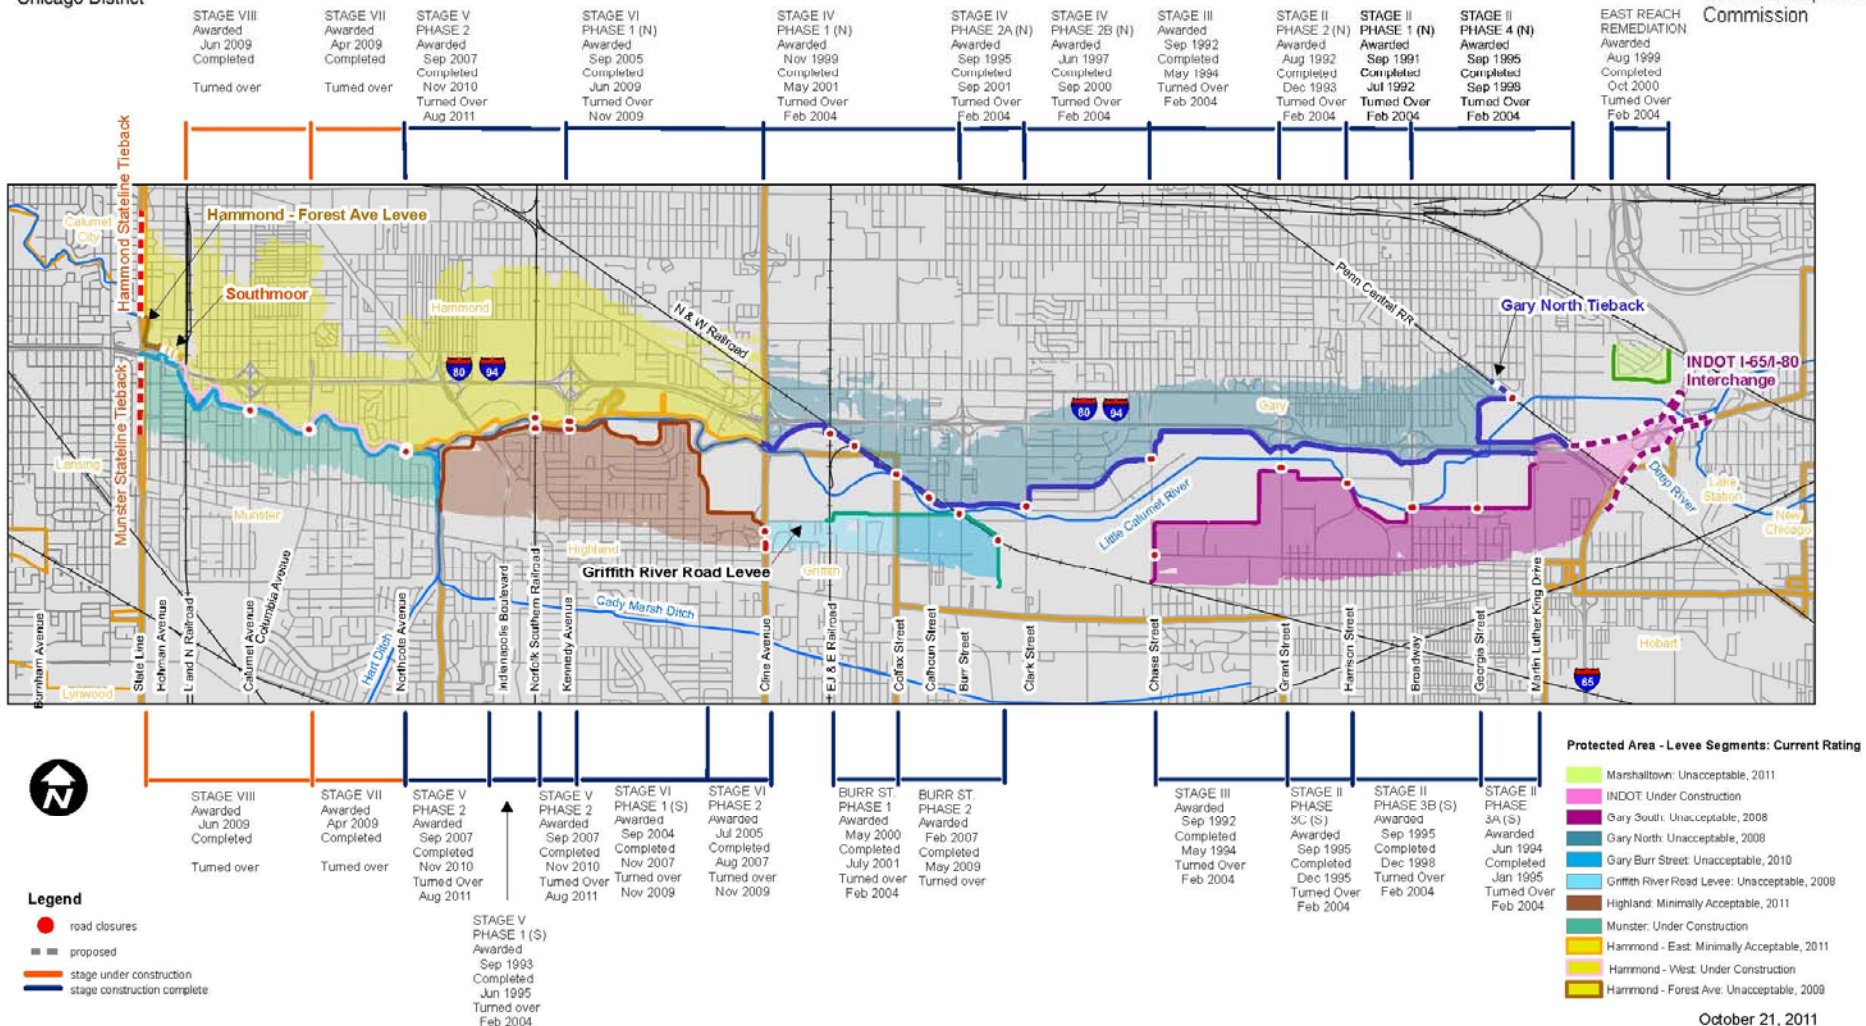 Chicago District
Commission
STAGE VIII
Awarded
Jun 2009
Completed
Turned over
STAGE VII
Awarded
Apr 2009
Completed
Turned over
STAGE V
PHASE 2
Awarded
Sep 2007
Completed
Nov 2010
Turned Over
Aug 2011
STAGE VI
PHASE 1 (N)
Awarded
Sep 2005
Completed
Jun 2009
Turned Over
Nov 2009
STAGE IV
PHASE 1 (N)
Awarded
Nov 1999
Completed
May 2001
Turned Over
Feb 2004
STAGE IV
PHASE 2A (N)
Awarded
Sep 1995
Completed
Sep 2001
Turned Over
Feb 2004
STAGE IV
PHASE 2B (N)
Awarded
Jun 1997
Completed
Sep 2000
Turned Over
Feb 2004
STAGE III
Awarded
Sep 1992
Completed
May 1994
Turned Over
Feb 2004
STAGE II
PHASE 2 (N)
Awarded
Aug 1992
Completed
Dec 1993
Turned Over
Feb 2004
STAGE II
PHASE 1 (N)
Awarded
Sep 1991
Completed
Jul 1992
Turned Over
Feb 2004
STAGE II
PHASE 4 (N)
Awarded
Sep 1995
Completed
Sep 1998
Turned Over
Feb 2004
EAST REACH
REMEDIATION
Awarded
Aug 1999
Completed
Oct 2000
Turned Over
Feb 2004
Hammond Stateline Tieback
Munster Stateline Tieback
Calumet
City
Hammond - Forest Ave Levee
Southmoor
Hammond
80
94
N & W Railroad
Penn Central RR
Gary North Tieback
INDOT I-65/I-80
Interchange
80
94
Gary
Lansing
Munster
Highland
Griffith River Road Levee
Griffith
Little Calumet River
Deep River
Lake
Station
New
Chicago
Cady Marsh Ditch
Hart Ditch
Lynwood
Hobart
65
Burnham Avenue
State Line
Hohman Avenue
L and N Railroad
Calumet Avenue
Columbia Avenue
Northcote Avenue
Indianapolis Boulevard
Norfolk Southern Railroad
Kennedy Avenue
Cline Avenue
EJ & E Railroad
Colfax Street
Calhoun Street
Burr Street
Clark Street
Chase Street
Grant Street
Harrison Street
Broadway
Georgia Street
Martin Luther King Drive
N
STAGE VIII
Awarded
Jun 2009
Completed
Turned over
STAGE VII
Awarded
Apr 2009
Completed
Turned over
STAGE V
PHASE 2
Awarded
Sep 2007
Completed
Nov 2010
Turned Over
Aug 2011
STAGE V
PHASE 1 (S)
Awarded
Sep 1993
Completed
Jun 1995
Turned over
Feb 2004
STAGE V
PHASE 2
Awarded
Sep 2007
Completed
Nov 2010
Turned Over
Aug 2011
STAGE VI
PHASE 1 (S)
Awarded
Sep 2004
Completed
Nov 2007
Turned over
Nov 2009
STAGE VI
PHASE 2
Awarded
Jul 2005
Completed
Aug 2007
Turned over
Nov 2009
BURR ST.
PHASE 1
Awarded
May 2000
Completed
July 2001
Turned over
Feb 2004
BURR ST.
PHASE 2
Awarded
Feb 2007
Completed
May 2009
Turned over
STAGE III
Awarded
Sep 1992
Completed
May 1994
Turned Over
Feb 2004
STAGE II
PHASE
3C (S)
Awarded
Sep 1995
Completed
Dec 1995
Turned Over
Feb 2004
STAGE II
PHASE 3B (S)
Awarded
Sep 1995
Completed
Dec 1998
Turned Over
Feb 2004
STAGE II
PHASE
3A (S)
Awarded
Jun 1994
Completed
Jan 1995
Turned Over
Feb 2004
Legend
road closures
proposed
stage under construction
stage construction complete
Protected Area - Levee Segments: Current Rating
Marshalltown: Unacceptable, 2011
INDOT: Under Construction
Gary South: Unacceptable, 2008
Gary North: Unacceptable, 2008
Gary Burr Street: Unacceptable, 2010
Griffith River Road Levee: Unacceptable, 2008
Highland: Minimally Acceptable, 2011
Munster: Under Construction
Hammond - East: Minimally Acceptable, 2011
Hammond - West: Under Construction
Hammond - Forest Ave: Unacceptable, 2009
October 21, 2011